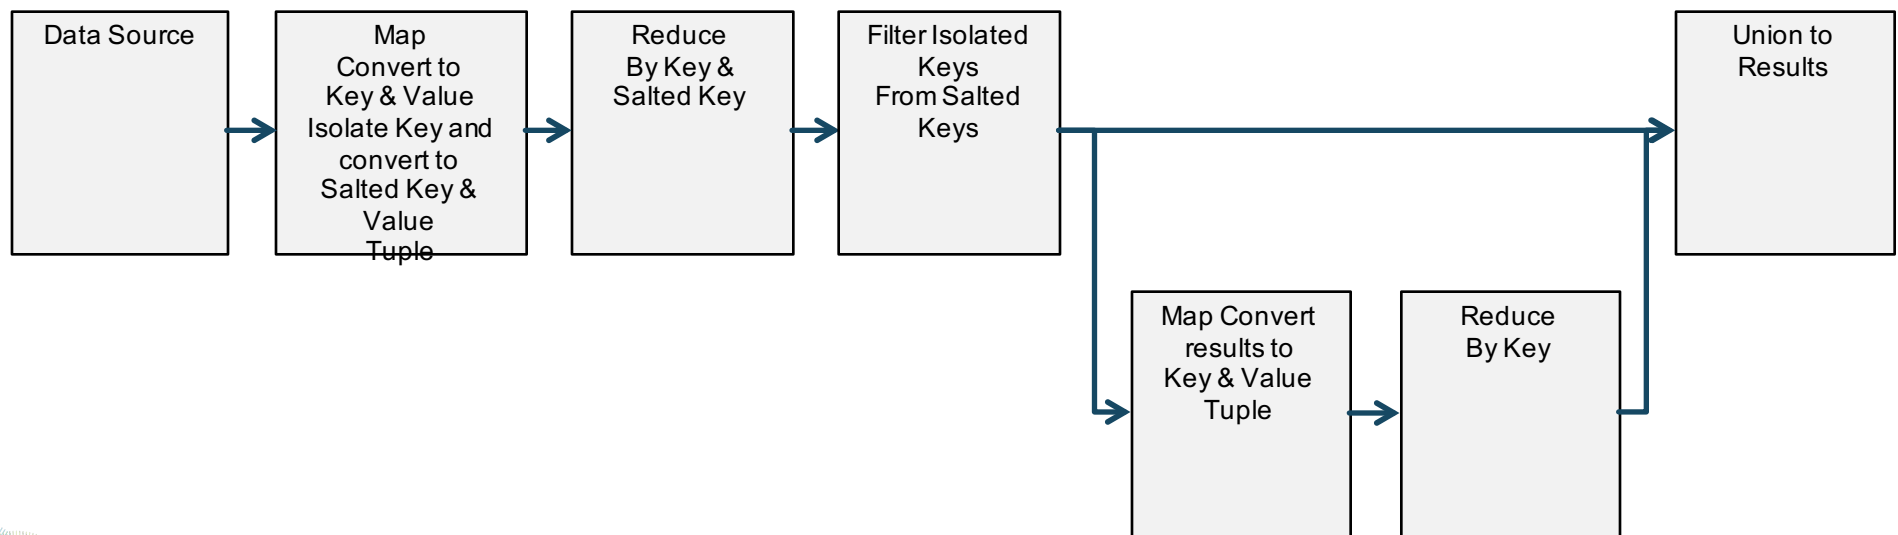 Data Source
Map
Convert to
Key & Value
Isolate Key and
convert to
Salted Key &
Value
Tuple
Reduce
By Key &
Salted Key
Filter Isolated
Keys
From Salted
Keys
Union to
Results
Map Convert
results to
Key & Value
Tuple
Reduce
By Key